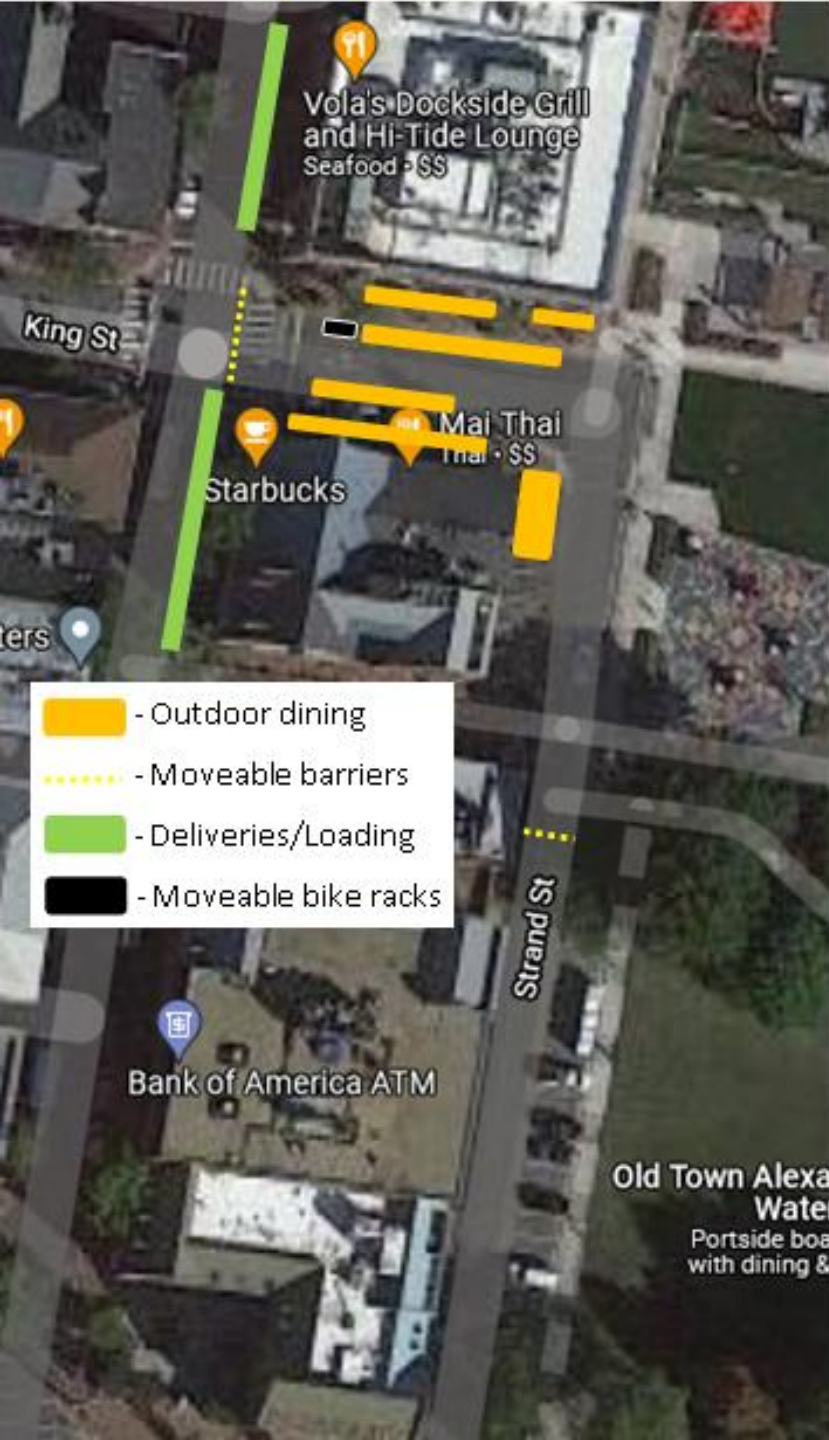 Vola's Dockside Grill
and Hi-Tide Lounge
Seafood • $$
King St
Mai Thai
Thai • $$
Starbucks
ters
- Outdoor dining
- Moveable barriers
- Deliveries/Loading
- Moveable bike racks
Strand St
$
Bank of America ATM
Old Town Alexa
Water
Portside boa
with dining &